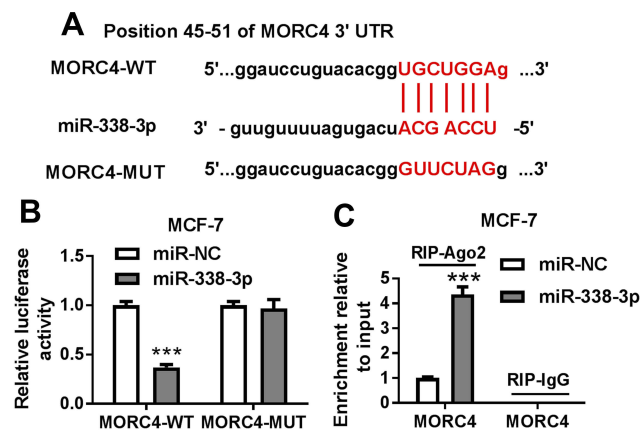 A Position 45-51 of MORC4 3' UTR
MORC4-WT 5'...ggauccuguacacggUGCUGGAg ...3'
miR-338-3p 3' - guuguuuuagugacuACG ACCU -5'
MORC4-MUT 5'...ggauccuguacacggGUUCUAGg ...3'
B
MCF-7
miR-NC
miR-338-3p
Relative luciferase
activity
1.5
1.0
0.5
0.0
***
MORC4-WT MORC4-MUT
C
MCF-7
RIP-Ago2
miR-NC
miR-338-3p
Enrichment relative
to input
5
4
3
2
1
0
***
RIP-IgG
MORC4 MORC4